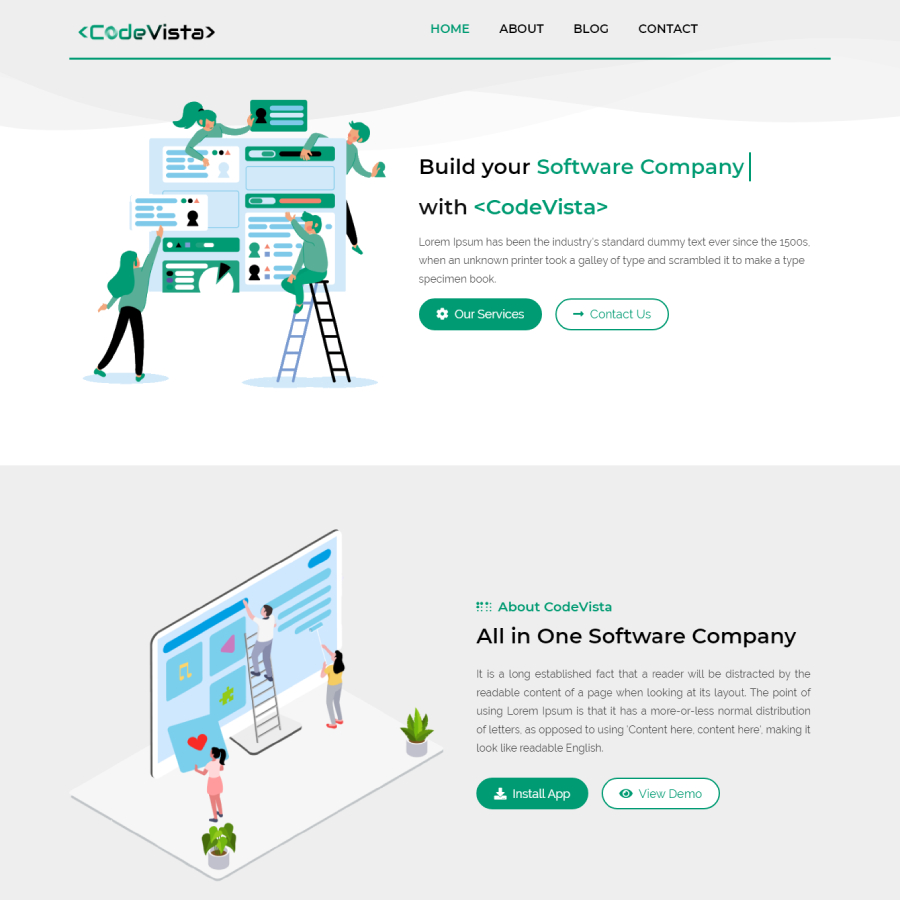 <CodeVista>
HOME ABOUT BLOG CONTACT
Build your Software Company
with <CodeVista>
Lorem Ipsum has been the industry's standard dummy text ever since the 1500s,
when an unknown printer took a galley of type and scrambled it to make a type
specimen book.
Our Services Contact Us
About CodeVista
All in One Software Company
It is a long established fact that a reader will be distracted by the
readable content of a page when looking at its layout. The point of
using Lorem Ipsum is that it has a more-or-less normal distribution
of letters, as opposed to using 'Content here, content here', making it
look like readable English.
Install App View Demo